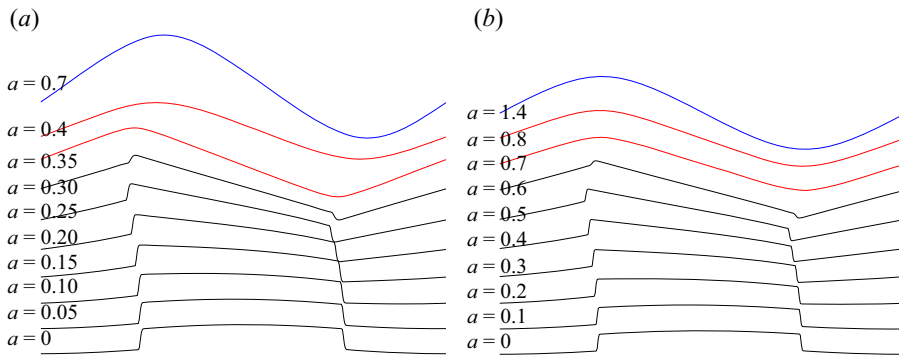 (a)
a = 0.7
a = 0.4
a = 0.35
a = 0.30
a = 0.25
a = 0.20
a = 0.15
a = 0.10
a = 0.05
a = 0
(b)
a = 1.4
a = 0.8
a = 0.7
a = 0.6
a = 0.5
a = 0.4
a = 0.3
a = 0.2
a = 0.1
a = 0